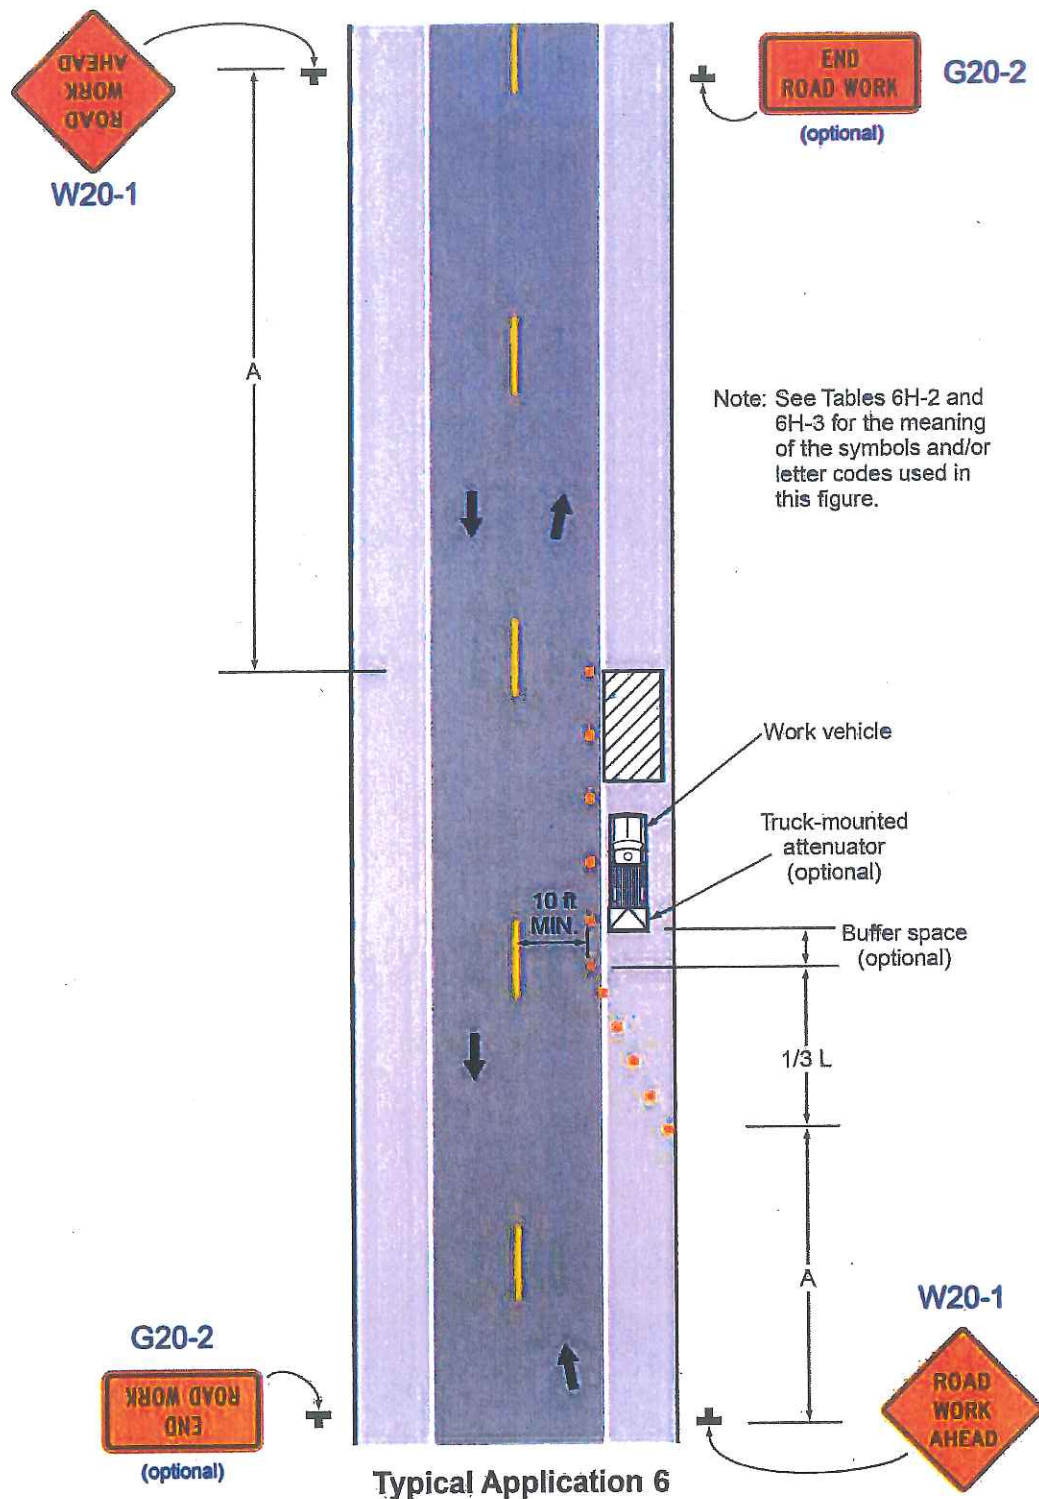 ROAD
WORK
AHEAD
W20-1
END
ROAD WORK
G20-2
(optional)
A
Note: See Tables 6H-2 and
6H-3 for the meaning
of the symbols and/or
letter codes used in
this figure.
Work vehicle
Truck-mounted
attenuator
(optional)
10 ft
MIN.
Buffer space
(optional)
1/3 L
A
W20-1
G20-2
END
ROAD WORK
(optional)
ROAD
WORK
AHEAD
Typical Application 6